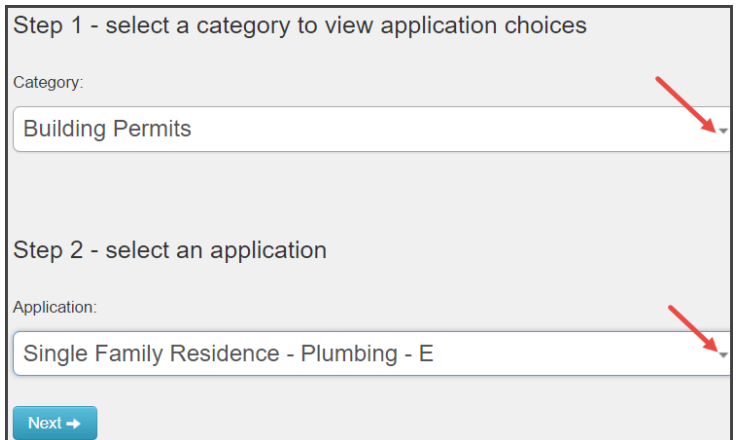 Step 1 - select a category to view application choices
Category:
Building Permits
Step 2 - select an application
Application:
Single Family Residence - Plumbing - E
Next